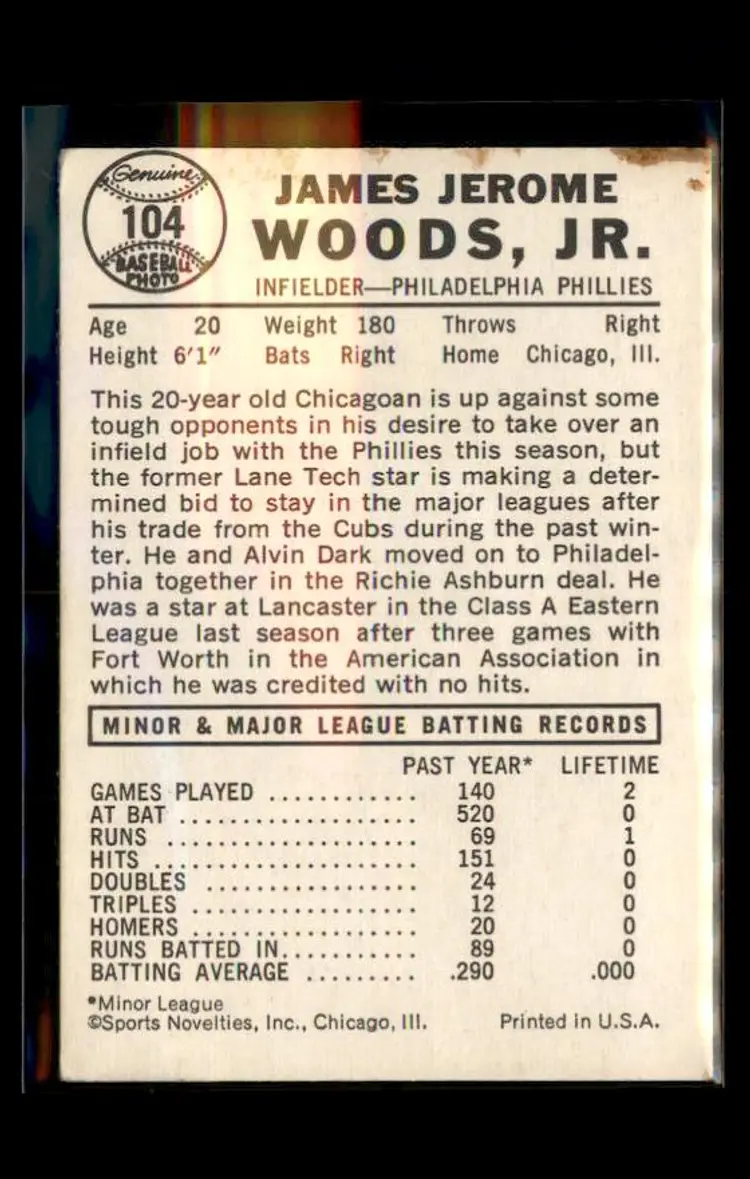 Genuine
104
BASEBALL
PHOTO
JAMES JEROME
WOODS, JR.
INFIELDER—PHILADELPHIA PHILLIES
Age 20 Weight 180 Throws Right
Height 6'1" Bats Right Home Chicago, Ill.
This 20-year old Chicagoan is up against some
tough opponents in his desire to take over an
infield job with the Phillies this season, but
the former Lane Tech star is making a deter-
mined bid to stay in the major leagues after
his trade from the Cubs during the past win-
ter. He and Alvin Dark moved on to Philadel-
phia together in the Richie Ashburn deal. He
was a star at Lancaster in the Class A Eastern
League last season after three games with
Fort Worth in the American Association in
which he was credited with no hits.
MINOR & MAJOR LEAGUE BATTING RECORDS
PAST YEAR* LIFETIME
GAMES PLAYED ............ 140 2
AT BAT ................... 520 0
RUNS .................... 69 1
HITS ..................... 151 0
DOUBLES ................. 24 0
TRIPLES .................. 12 0
HOMERS .................. 20 0
RUNS BATTED IN........... 89 0
BATTING AVERAGE ......... .290 .000
*Minor League
©Sports Novelties, Inc., Chicago, Ill. Printed in U.S.A.